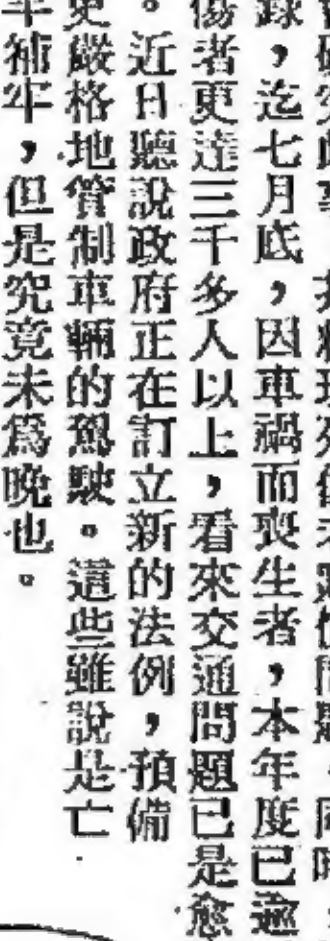 錄,迄七月底,因車禍而喪生者,本年度已逾
傷者更達三千多人以上,看來交通問題已是愈
。近日聽說政府正在訂立新的法例,預備
更嚴格地管制車輛的駕駛。這些雖說是亡
羊補牢,但是究竟未爲晚也。